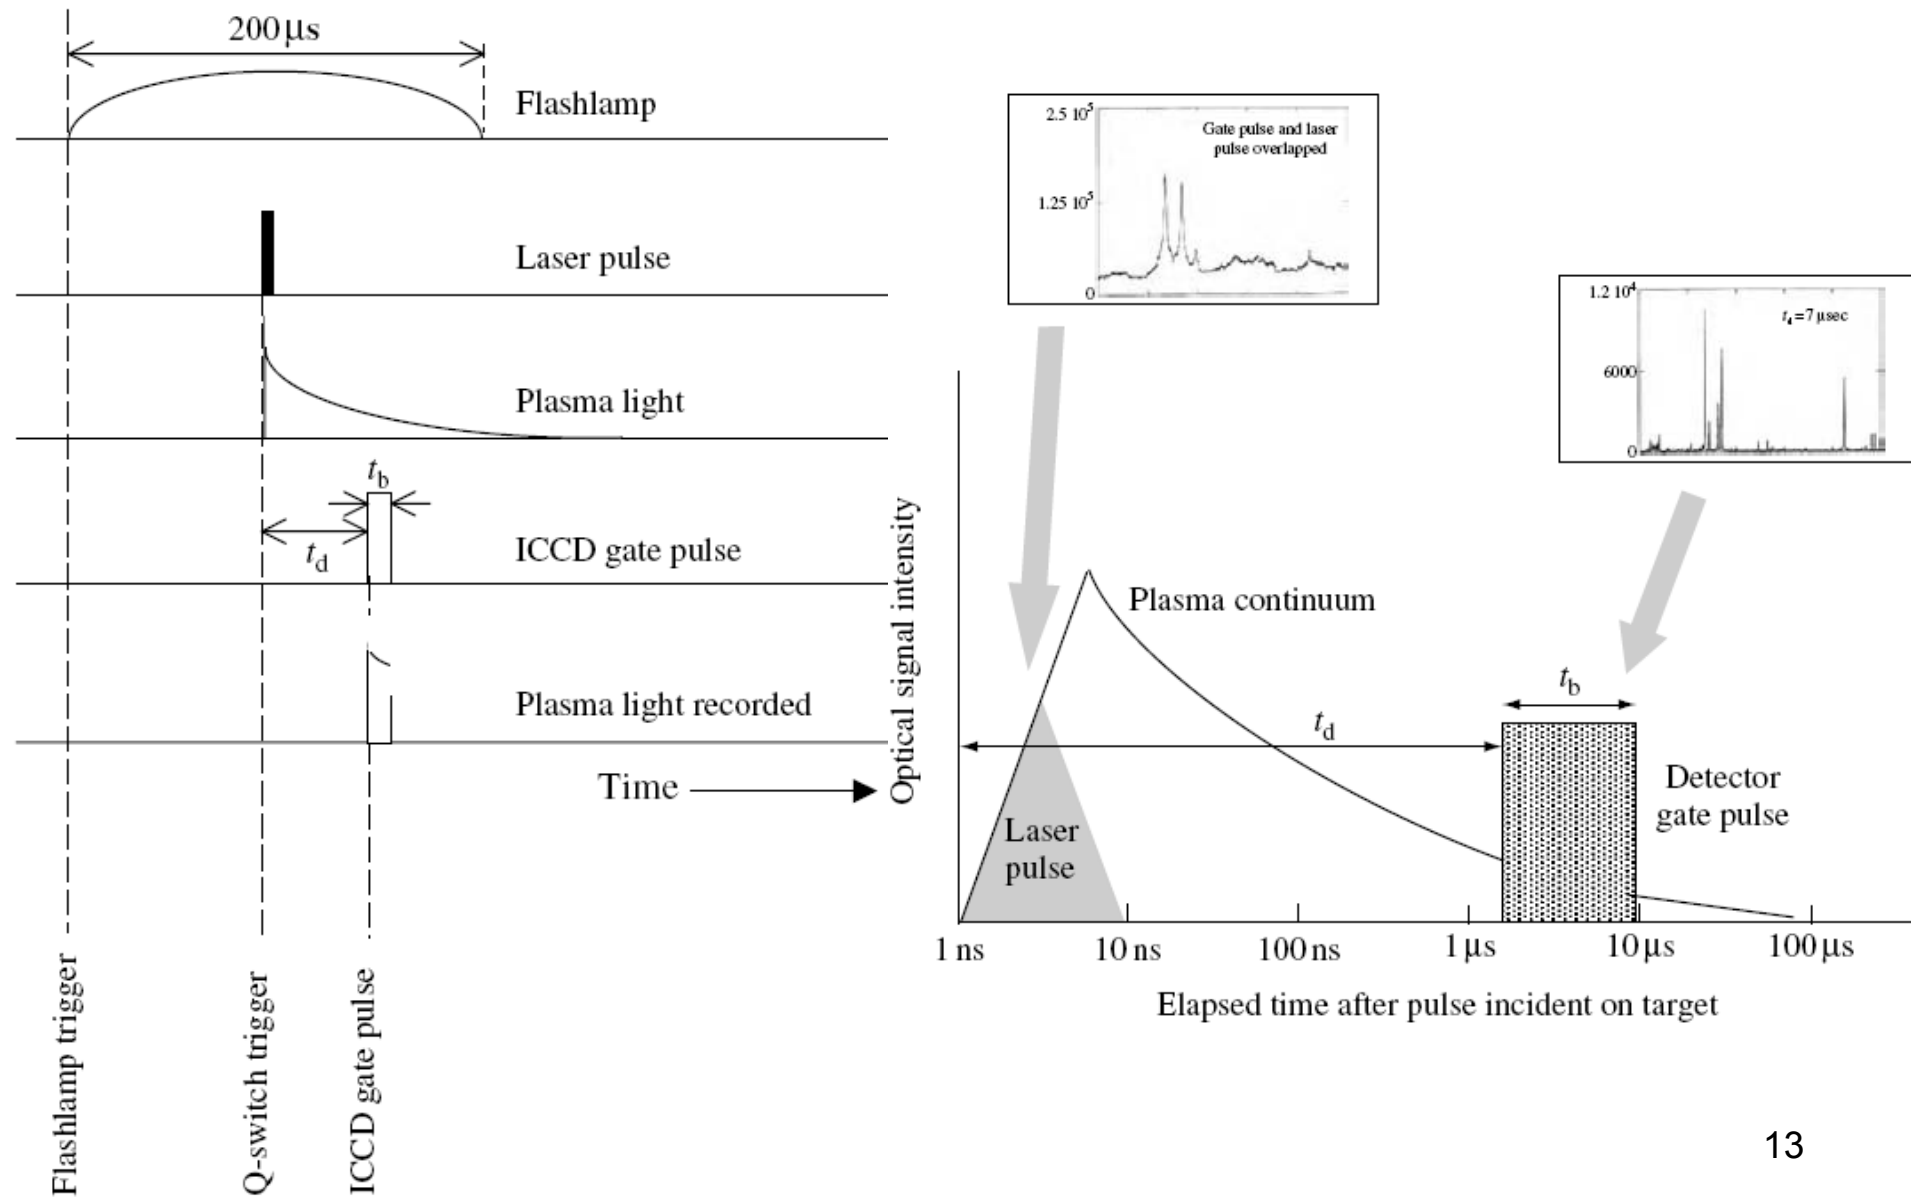 200 μs
Flashlamp
Laser pulse
Plasma light
t_b
t_d
ICCD gate pulse
Plasma light recorded
Time
Flashlamp trigger
Q-switch trigger
ICCD gate pulse
2.5 10^5
Gate pulse and laser
pulse overlapped
1.25 10^5
0
1.2 10^4
t_d = 7 μsec
6000
0
Optical signal intensity
Plasma continuum
t_b
t_d
Detector
gate pulse
Laser
pulse
1 ns
10 ns
100 ns
1 μs
10 μs
100 μs
Elapsed time after pulse incident on target
13